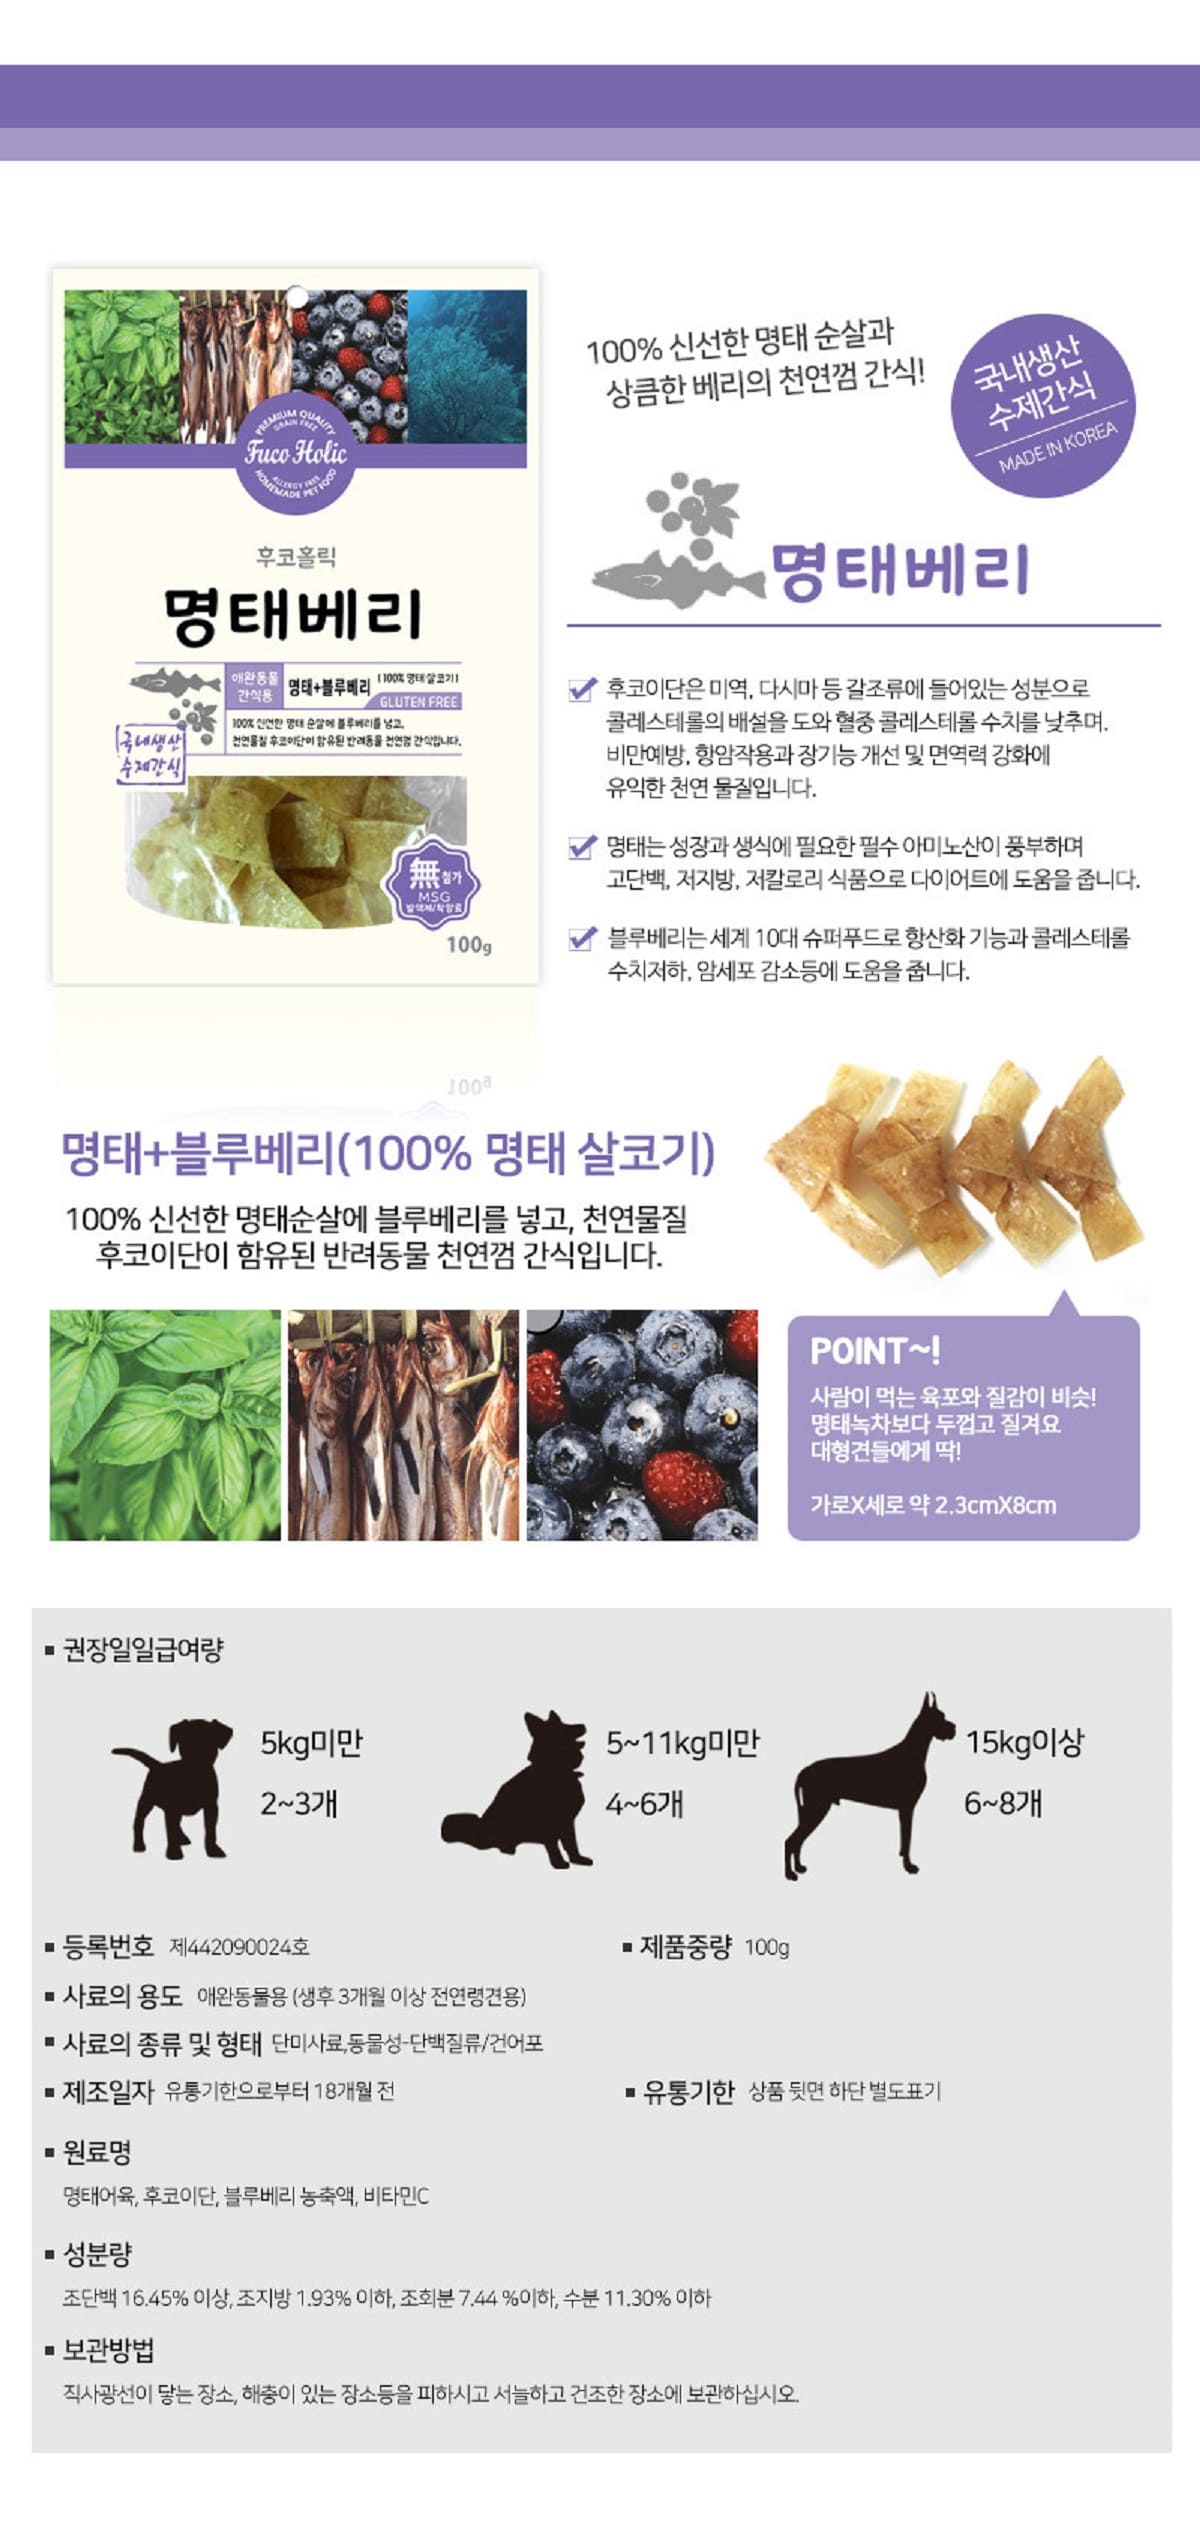 PREMIUM QUALITY
GRAIN FREE
Fuco Holic
ALLERGY FREE
HOMEMADE PET FOOD
후코홀릭
명태베리
애완동물
간식용
명태+블루베리
[100% 명태살코기]
GLUTEN FREE
100% 신선한 명태 순살에 블루베리를 넣고,
천연물질 후코이단이 함유된 반려동물 천연껌 간식입니다.
국내생산
수제간식
無첨가
MSG
발색제/착향료
100g
100% 신선한 명태 순살과
상큼한 베리의 천연껌 간식!
국내생산
수제간식
MADE IN KOREA
명태베리
후코이단은 미역, 다시마 등 갈조류에 들어있는 성분으로
콜레스테롤의 배설을 도와 혈중 콜레스테롤 수치를 낮추며,
비만예방, 항암작용과 장기능 개선 및 면역력 강화에
유익한 천연 물질입니다.
명태는 성장과 생식에 필요한 필수 아미노산이 풍부하며
고단백, 저지방, 저칼로리 식품으로 다이어트에 도움을 줍니다.
블루베리는 세계 10대 슈퍼푸드로 항산화 기능과 콜레스테롤
수치저하, 암세포 감소등에 도움을 줍니다.
100g
명태+블루베리(100% 명태 살코기)
100% 신선한 명태순살에 블루베리를 넣고, 천연물질
후코이단이 함유된 반려동물 천연껌 간식입니다.
POINT~!
사람이 먹는 육포와 질감이 비슷!
명태녹차보다 두껍고 질겨요
대형견들에게 딱!
가로X세로 약 2.3cmX8cm
▪ 권장일일급여량
5kg미만
2~3개
5~11kg미만
4~6개
15kg이상
6~8개
▪ 등록번호 제442090024호
▪ 제품중량 100g
▪ 사료의 용도 애완동물용 (생후 3개월 이상 전연령견용)
▪ 사료의 종류 및 형태 단미사료,동물성-단백질류/건어포
▪ 제조일자 유통기한으로부터 18개월 전
▪ 유통기한 상품 뒷면 하단 별도표기
▪ 원료명
명태어육, 후코이단, 블루베리 농축액, 비타민C
▪ 성분량
조단백 16.45% 이상, 조지방 1.93% 이하, 조회분 7.44 %이하, 수분 11.30% 이하
▪ 보관방법
직사광선이 닿는 장소, 해충이 있는 장소등을 피하시고 서늘하고 건조한 장소에 보관하십시오.